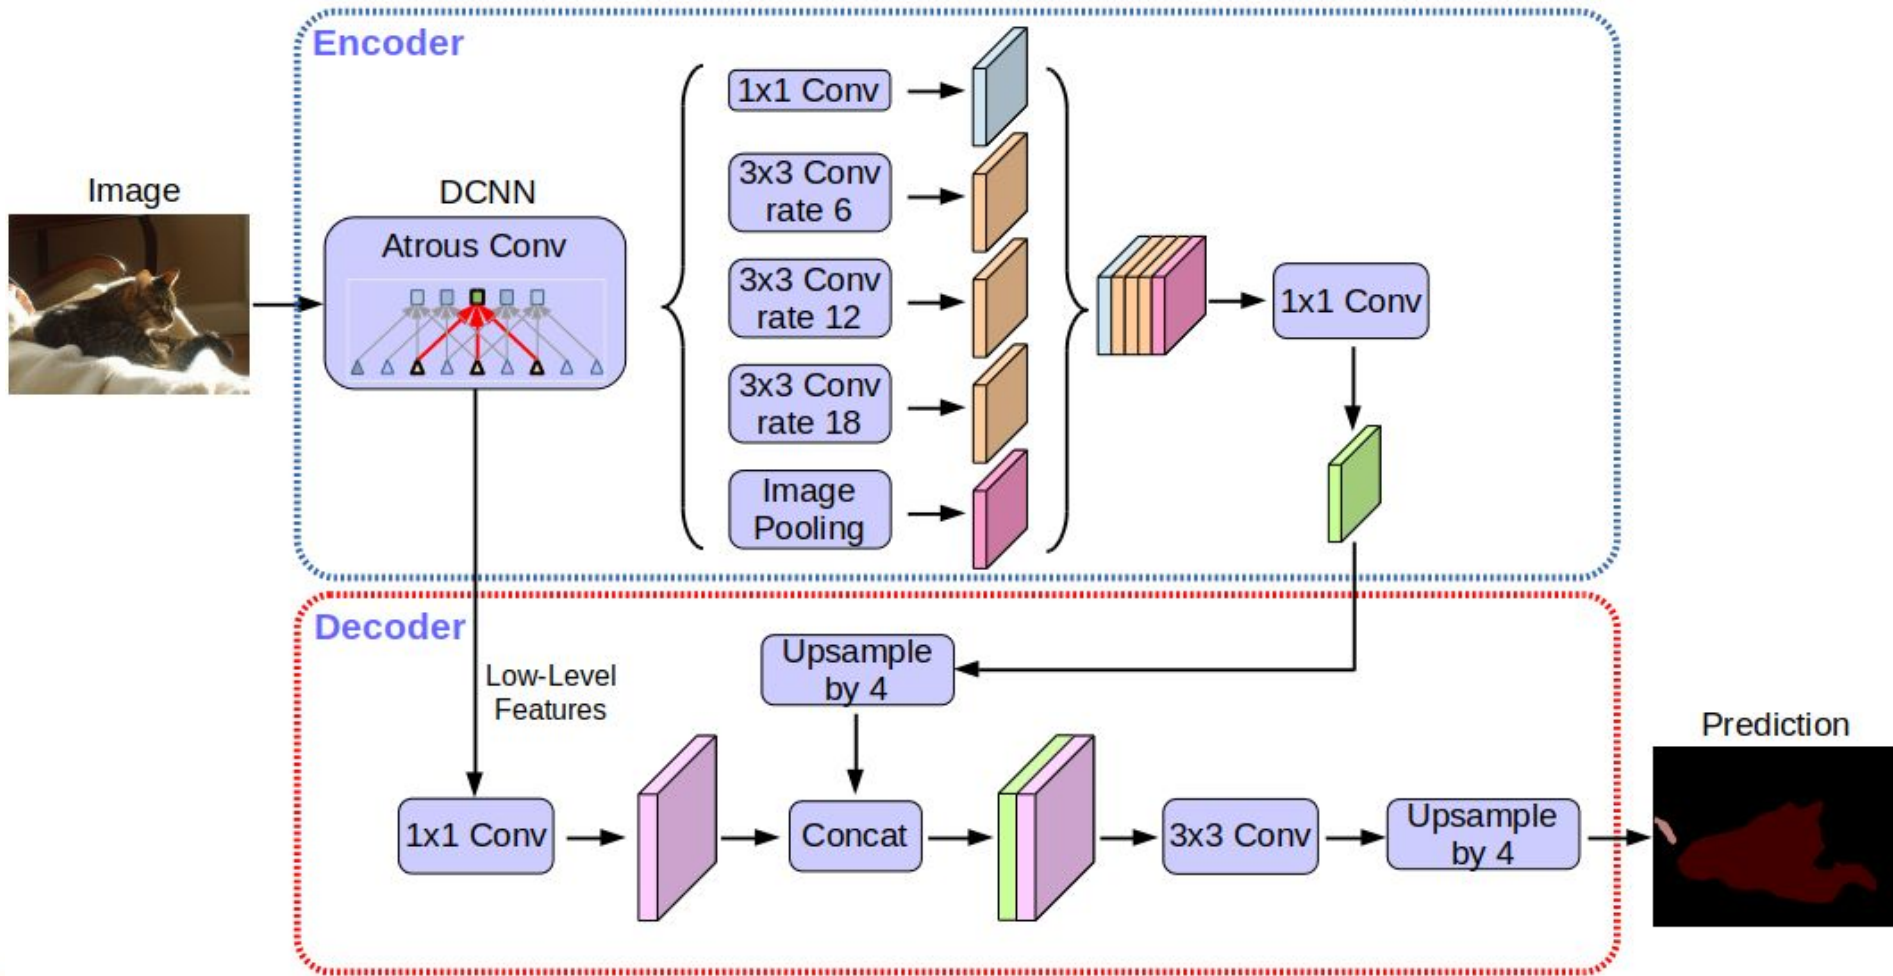 Encoder
Image
DCNN
Atrous Conv
1x1 Conv
3x3 Conv
rate 6
3x3 Conv
rate 12
3x3 Conv
rate 18
Image
Pooling
1x1 Conv
Decoder
Low-Level
Features
Upsample
by 4
1x1 Conv
Concat
3x3 Conv
Upsample
by 4
Prediction